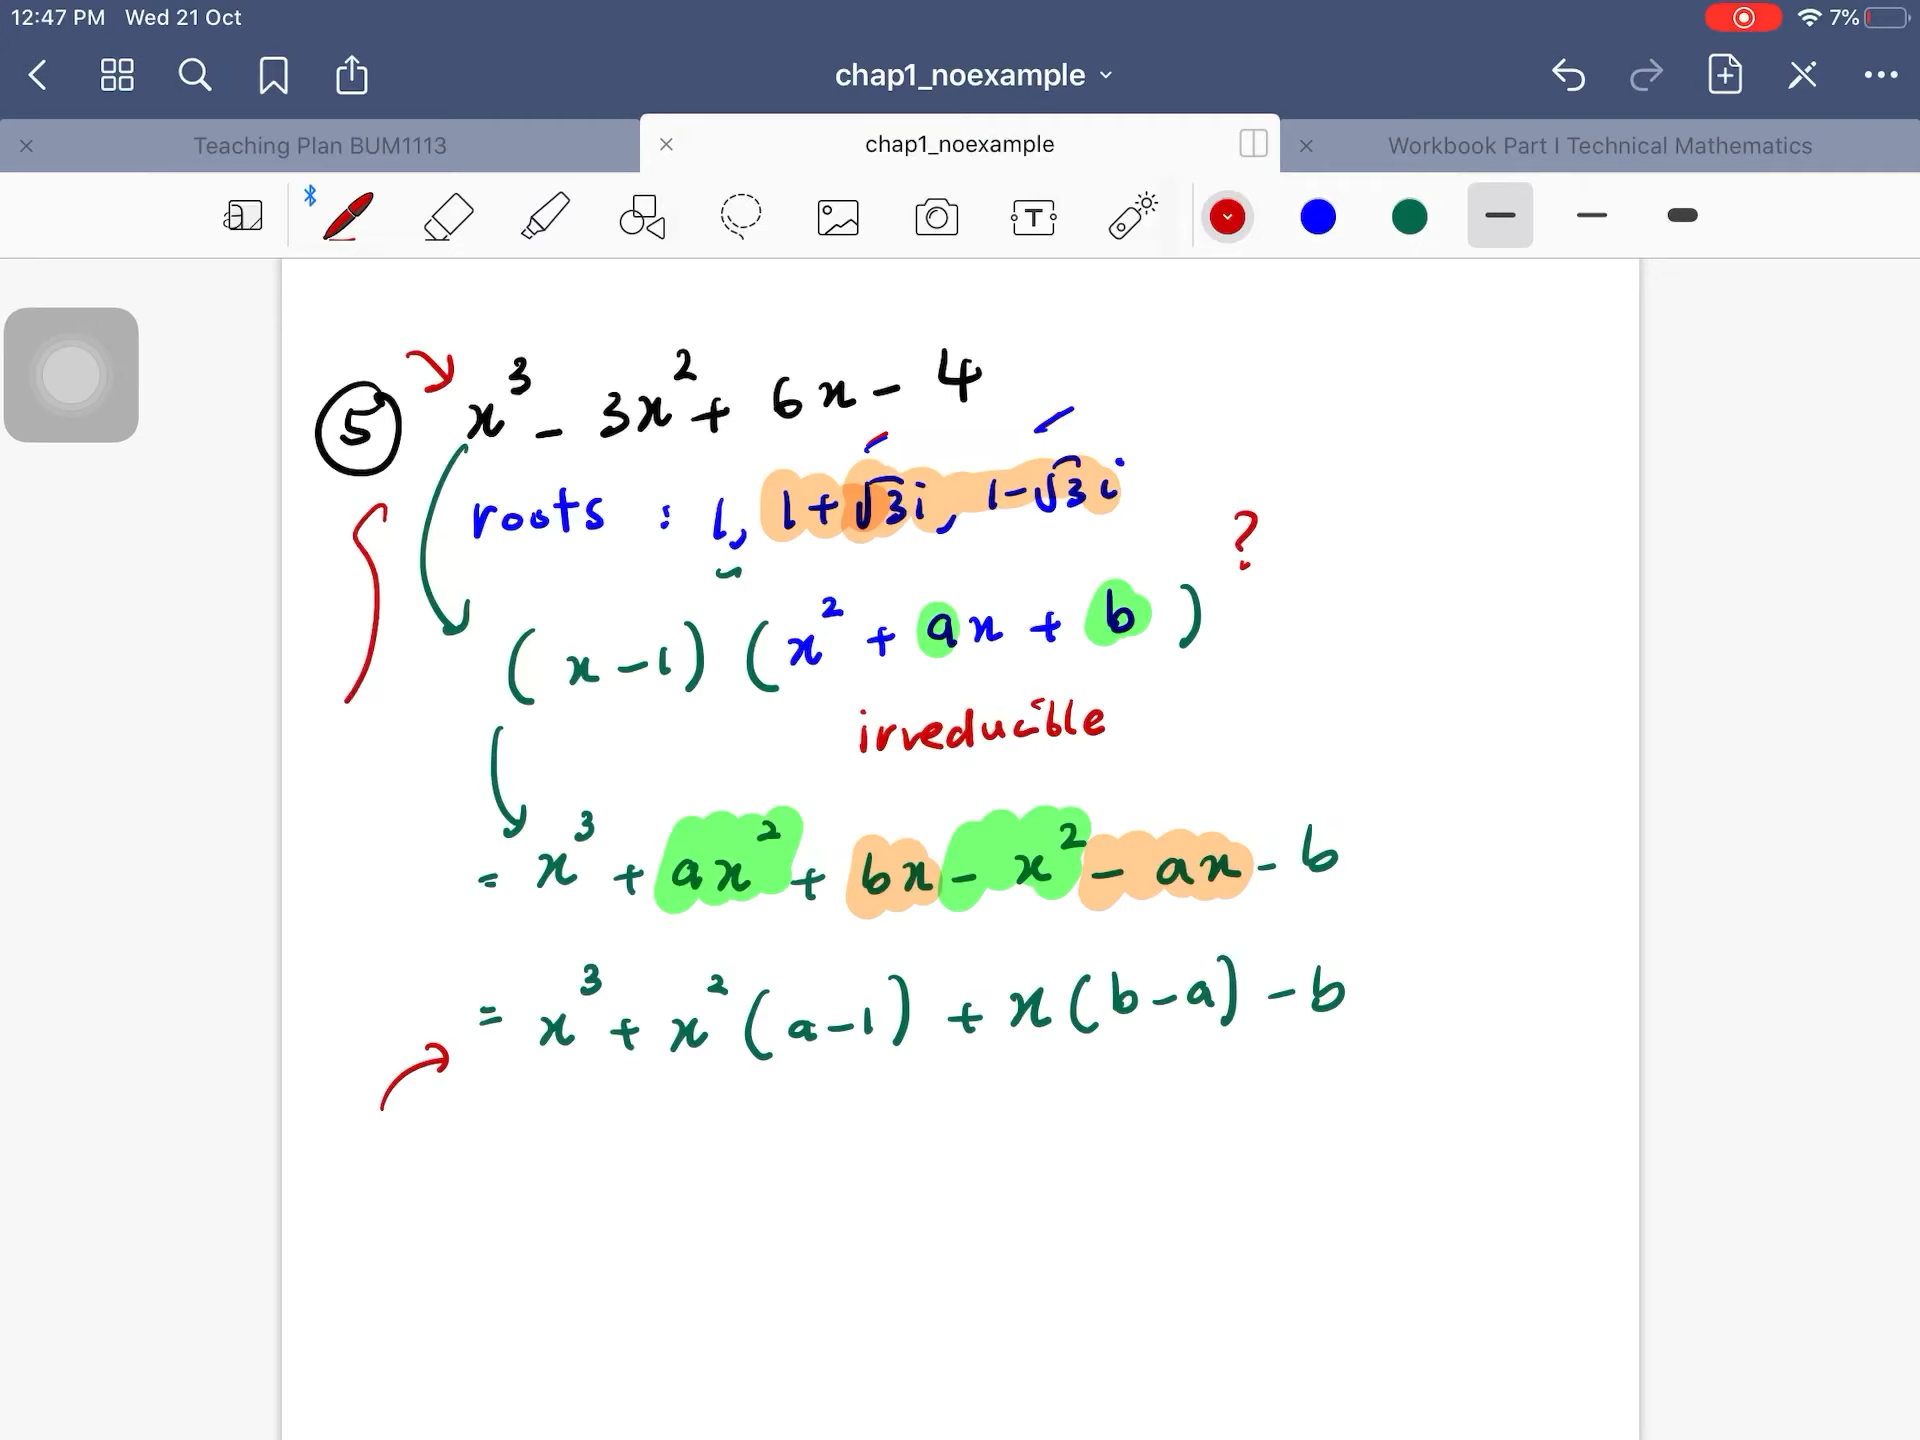 12:47 PM Wed 21 Oct 7%
chap1_noexample
Teaching Plan BUM1113
chap1_noexample
Workbook Part I Technical Mathematics
a T
⑤ x³ - 3x² + 6x - 4
roots : 1, 1+√3i, 1-√3i
(x-1)(x² + ax + b) ?
irreducible
= x³ + ax² + bx - x² - ax - b
= x³ + x²(a-1) + x(b-a) - b